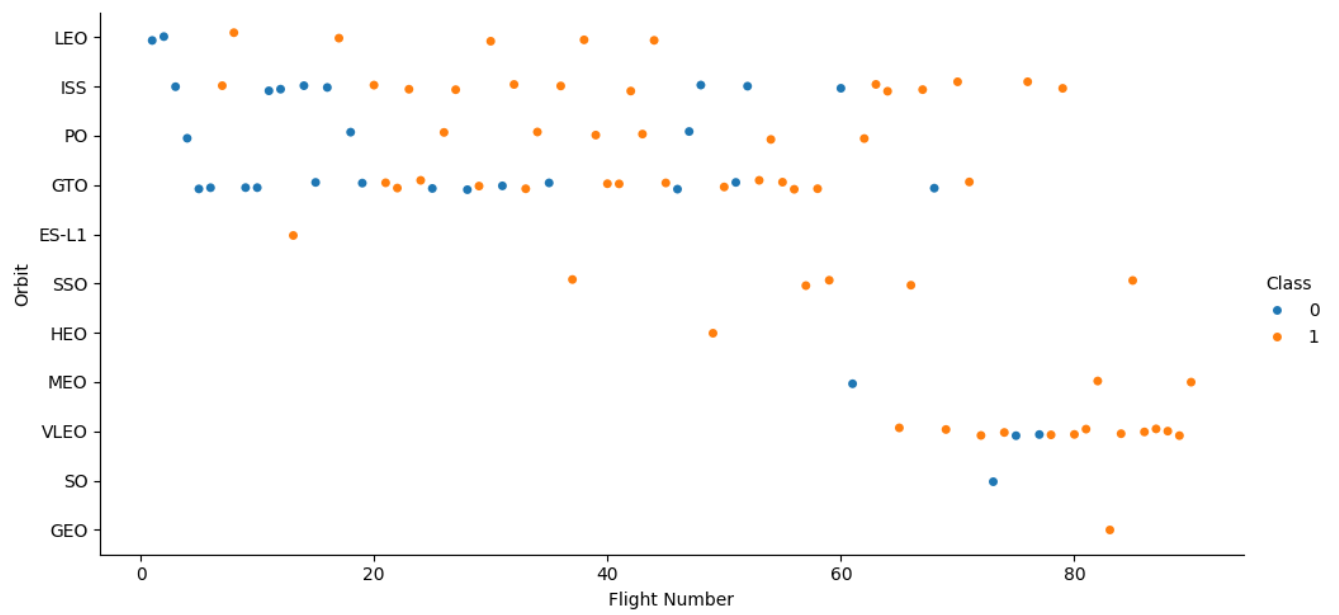 LEO
ISS
PO
GTO
ES-L1
SSO
HEO
MEO
VLEO
SO
GEO
Orbit
0 20 40 60 80
Flight Number
Class
0
1